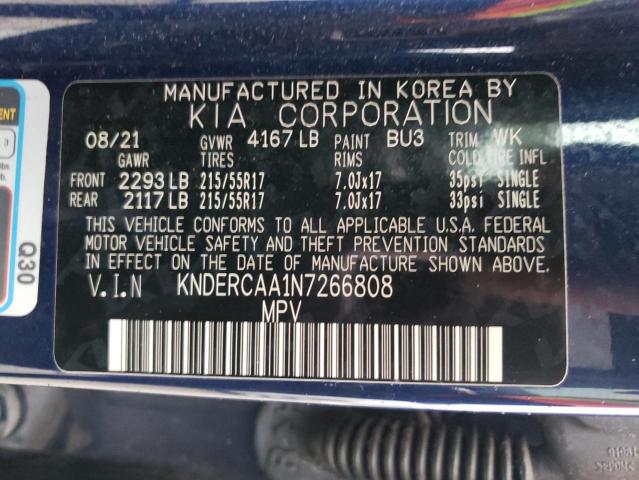 MANUFACTURED IN KOREA BY
KIA CORPORATION
08/21 GVWR 4167 LB PAINT BU3 TRIM WK
GAWR TIRES RIMS COLD TIRE INFL
FRONT 2293 LB 215/55R17 7.0Jx17 35psi SINGLE
REAR 2117 LB 215/55R17 7.0Jx17 33psi SINGLE
THIS VEHICLE CONFORMS TO ALL APPLICABLE U.S.A. FEDERAL
MOTOR VEHICLE SAFETY AND THEFT PREVENTION STANDARDS
IN EFFECT ON THE DATE OF MANUFACTURE SHOWN ABOVE.
V.I.N KNDERCAA1N7266808
MPV
Q30
3
lbs.